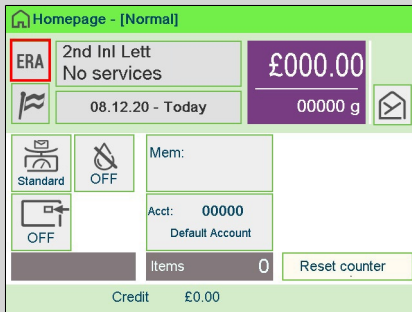 Homepage - [Normal]
ERA
2nd Inl Lett
No services
£000.00
08.12.20 - Today
00000 g
Standard
OFF
Mem:
OFF
Acct: 00000
Default Account
Items 0
Reset counter
Credit £0.00